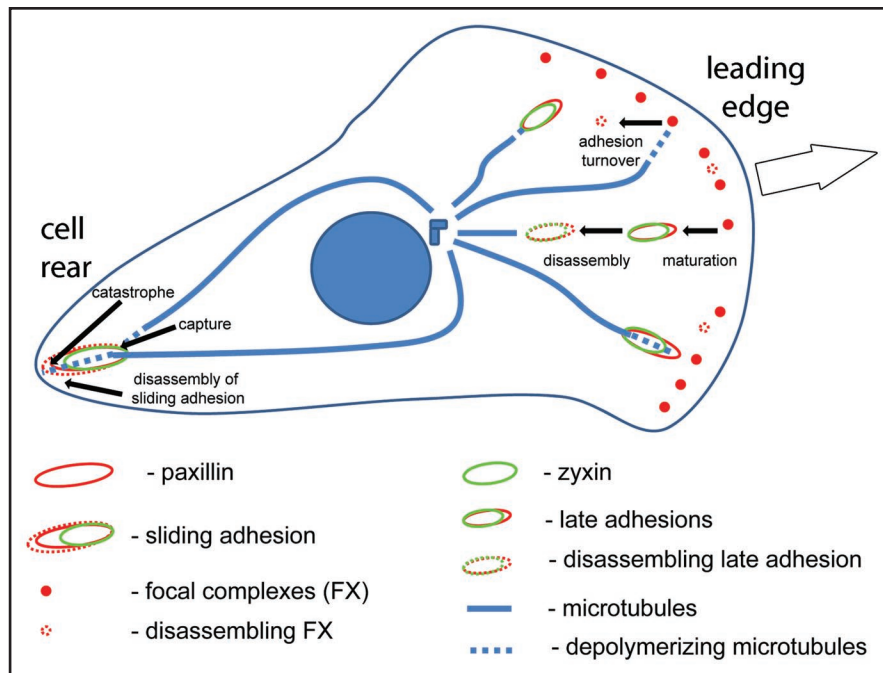 leading
edge
adhesion
turnover
cell
rear
disassembly
maturation
catastrophe
capture
disassembly of
sliding adhesion
- paxillin
- sliding adhesion
- focal complexes (FX)
- disassembling FX
- zyxin
- late adhesions
- disassembling late adhesion
- microtubules
- depolymerizing microtubules